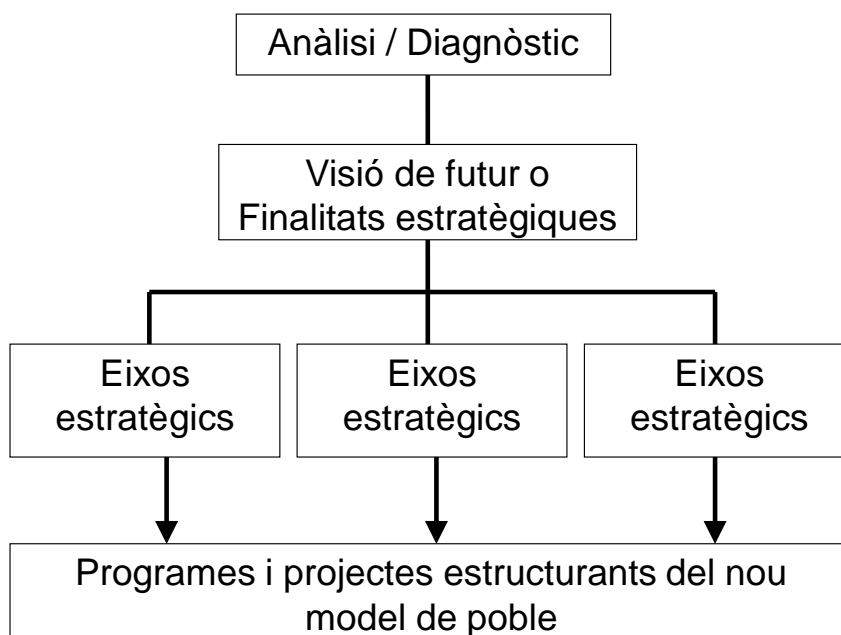 Anàlisi / Diagnòstic
Visió de futur o
Finalitats estratègiques
Eixos
estratègics
Eixos
estratègics
Eixos
estratègics
Programes i projectes estructurants del nou
model de poble